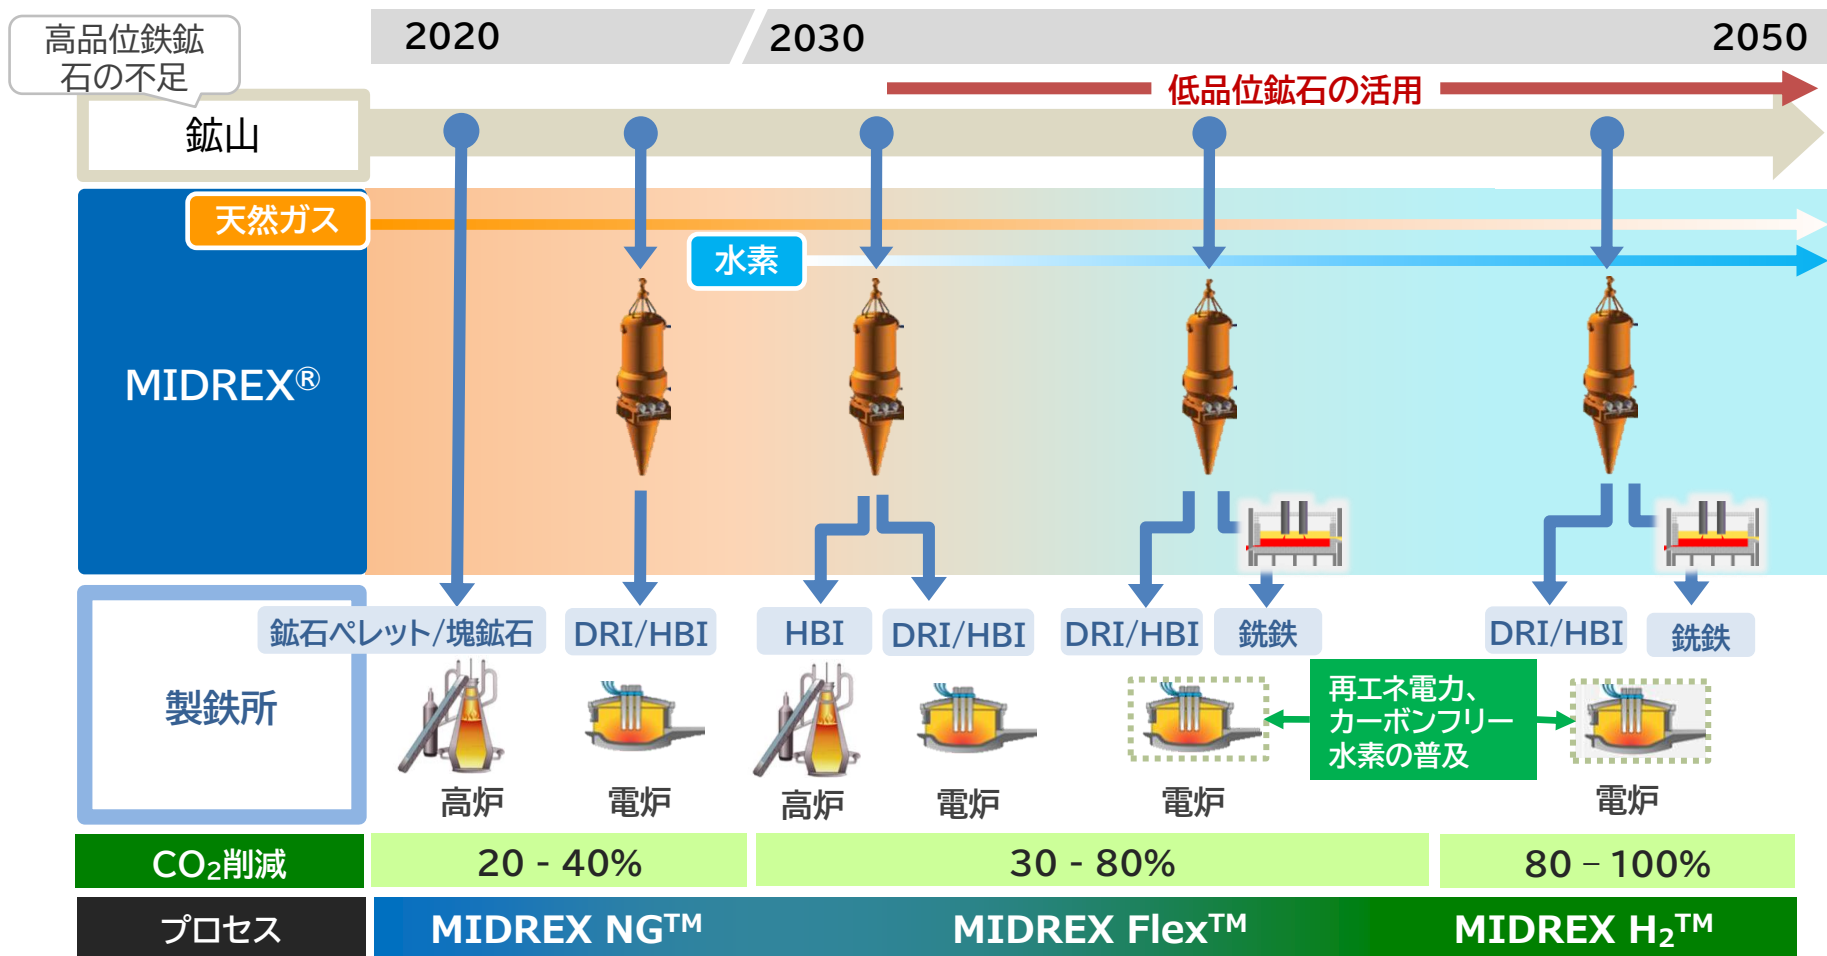 高品位鉄鉱
石の不足
2020
2030
2050
低品位鉱石の活用
鉱山
天然ガス
水素
MIDREX®
鉱石ペレット/塊鉱石
DRI/HBI
HBI
DRI/HBI
DRI/HBI
銑鉄
DRI/HBI
銑鉄
製鉄所
再エネ電力、
カーボンフリー
水素の普及
高炉
電炉
高炉
電炉
電炉
電炉
CO₂削減
20 - 40%
30 - 80%
80 – 100%
プロセス
MIDREX NG™
MIDREX Flex™
MIDREX H₂™